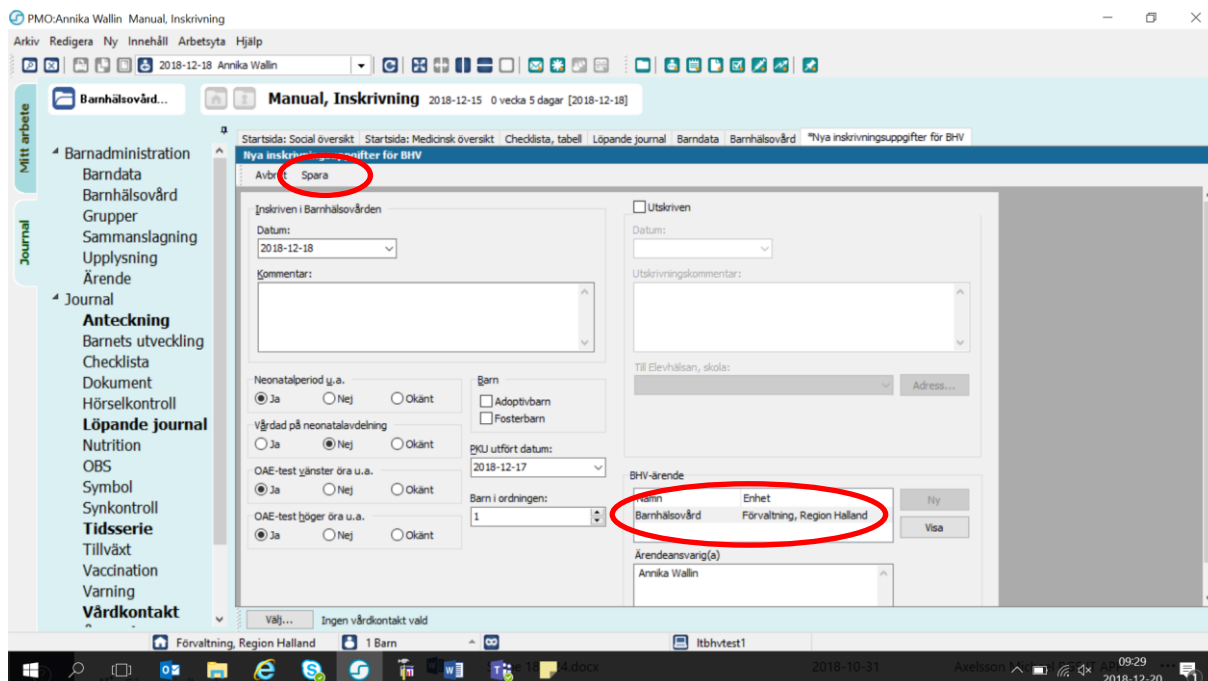 PMO:Annika Wallin Manual, Inskrivning
Arkiv Redigera Ny Innehåll Arbetsyta Hjälp
2018-12-18 Annika Wallin
Barnhälsovård... Manual, Inskrivning 2018-12-15 0 vecka 5 dagar [2018-12-18]
Mitt arbete
Journal
Barnadministration
Barndata
Barnhälsovård
Grupper
Sammanslagning
Upplysning
Ärende
Journal
Anteckning
Barnets utveckling
Checklista
Dokument
Hörselkontroll
Löpande journal
Nutrition
OBS
Symbol
Synkontroll
Tidsserie
Tillväxt
Vaccination
Varning
Vårdkontakt
Startsida: Social översikt Startsida: Medicinsk översikt Checklista, tabell Löpande journal Barndata Barnhälsovård *Nya inskrivningsuppgifter för BHV
Nya inskrivningsuppgifter för BHV
Avbryt Spara
Inskriven i Barnhälsovården
Datum:
2018-12-18
Kommentar:
Neonatalperiod u.a.
Ja Nej Okänt
Vårdad på neonatalavdelning
Ja Nej Okänt
OAE-test vänster öra u.a.
Ja Nej Okänt
OAE-test höger öra u.a.
Ja Nej Okänt
Barn
Adoptivbarn
Fosterbarn
PKU utfört datum:
2018-12-17
Barn i ordningen:
1
Utskriven
Datum:
Utskrivningskommentar:
Till Elevhälsan, skola:
Adress...
BHV-ärende
Namn Enhet
Barnhälsovård Förvaltning, Region Halland
Ny
Visa
Ärendeansvarig(a)
Annika Wallin
Välj... Ingen vårdkontakt vald
Förvaltning, Region Halland 1 Barn ltbhvtest1
2018-10-31 Axelsson
09:29
2018-12-20